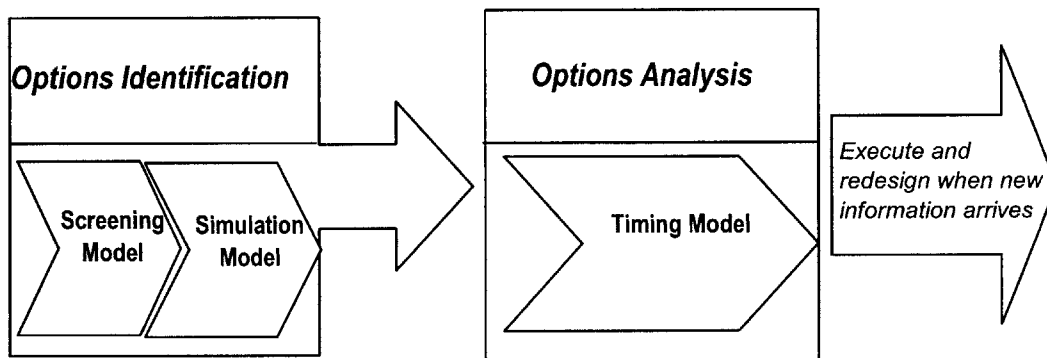 Options Identification
Screening
Model
Simulation
Model
Options Analysis
Timing Model
Execute and
redesign when new
information arrives